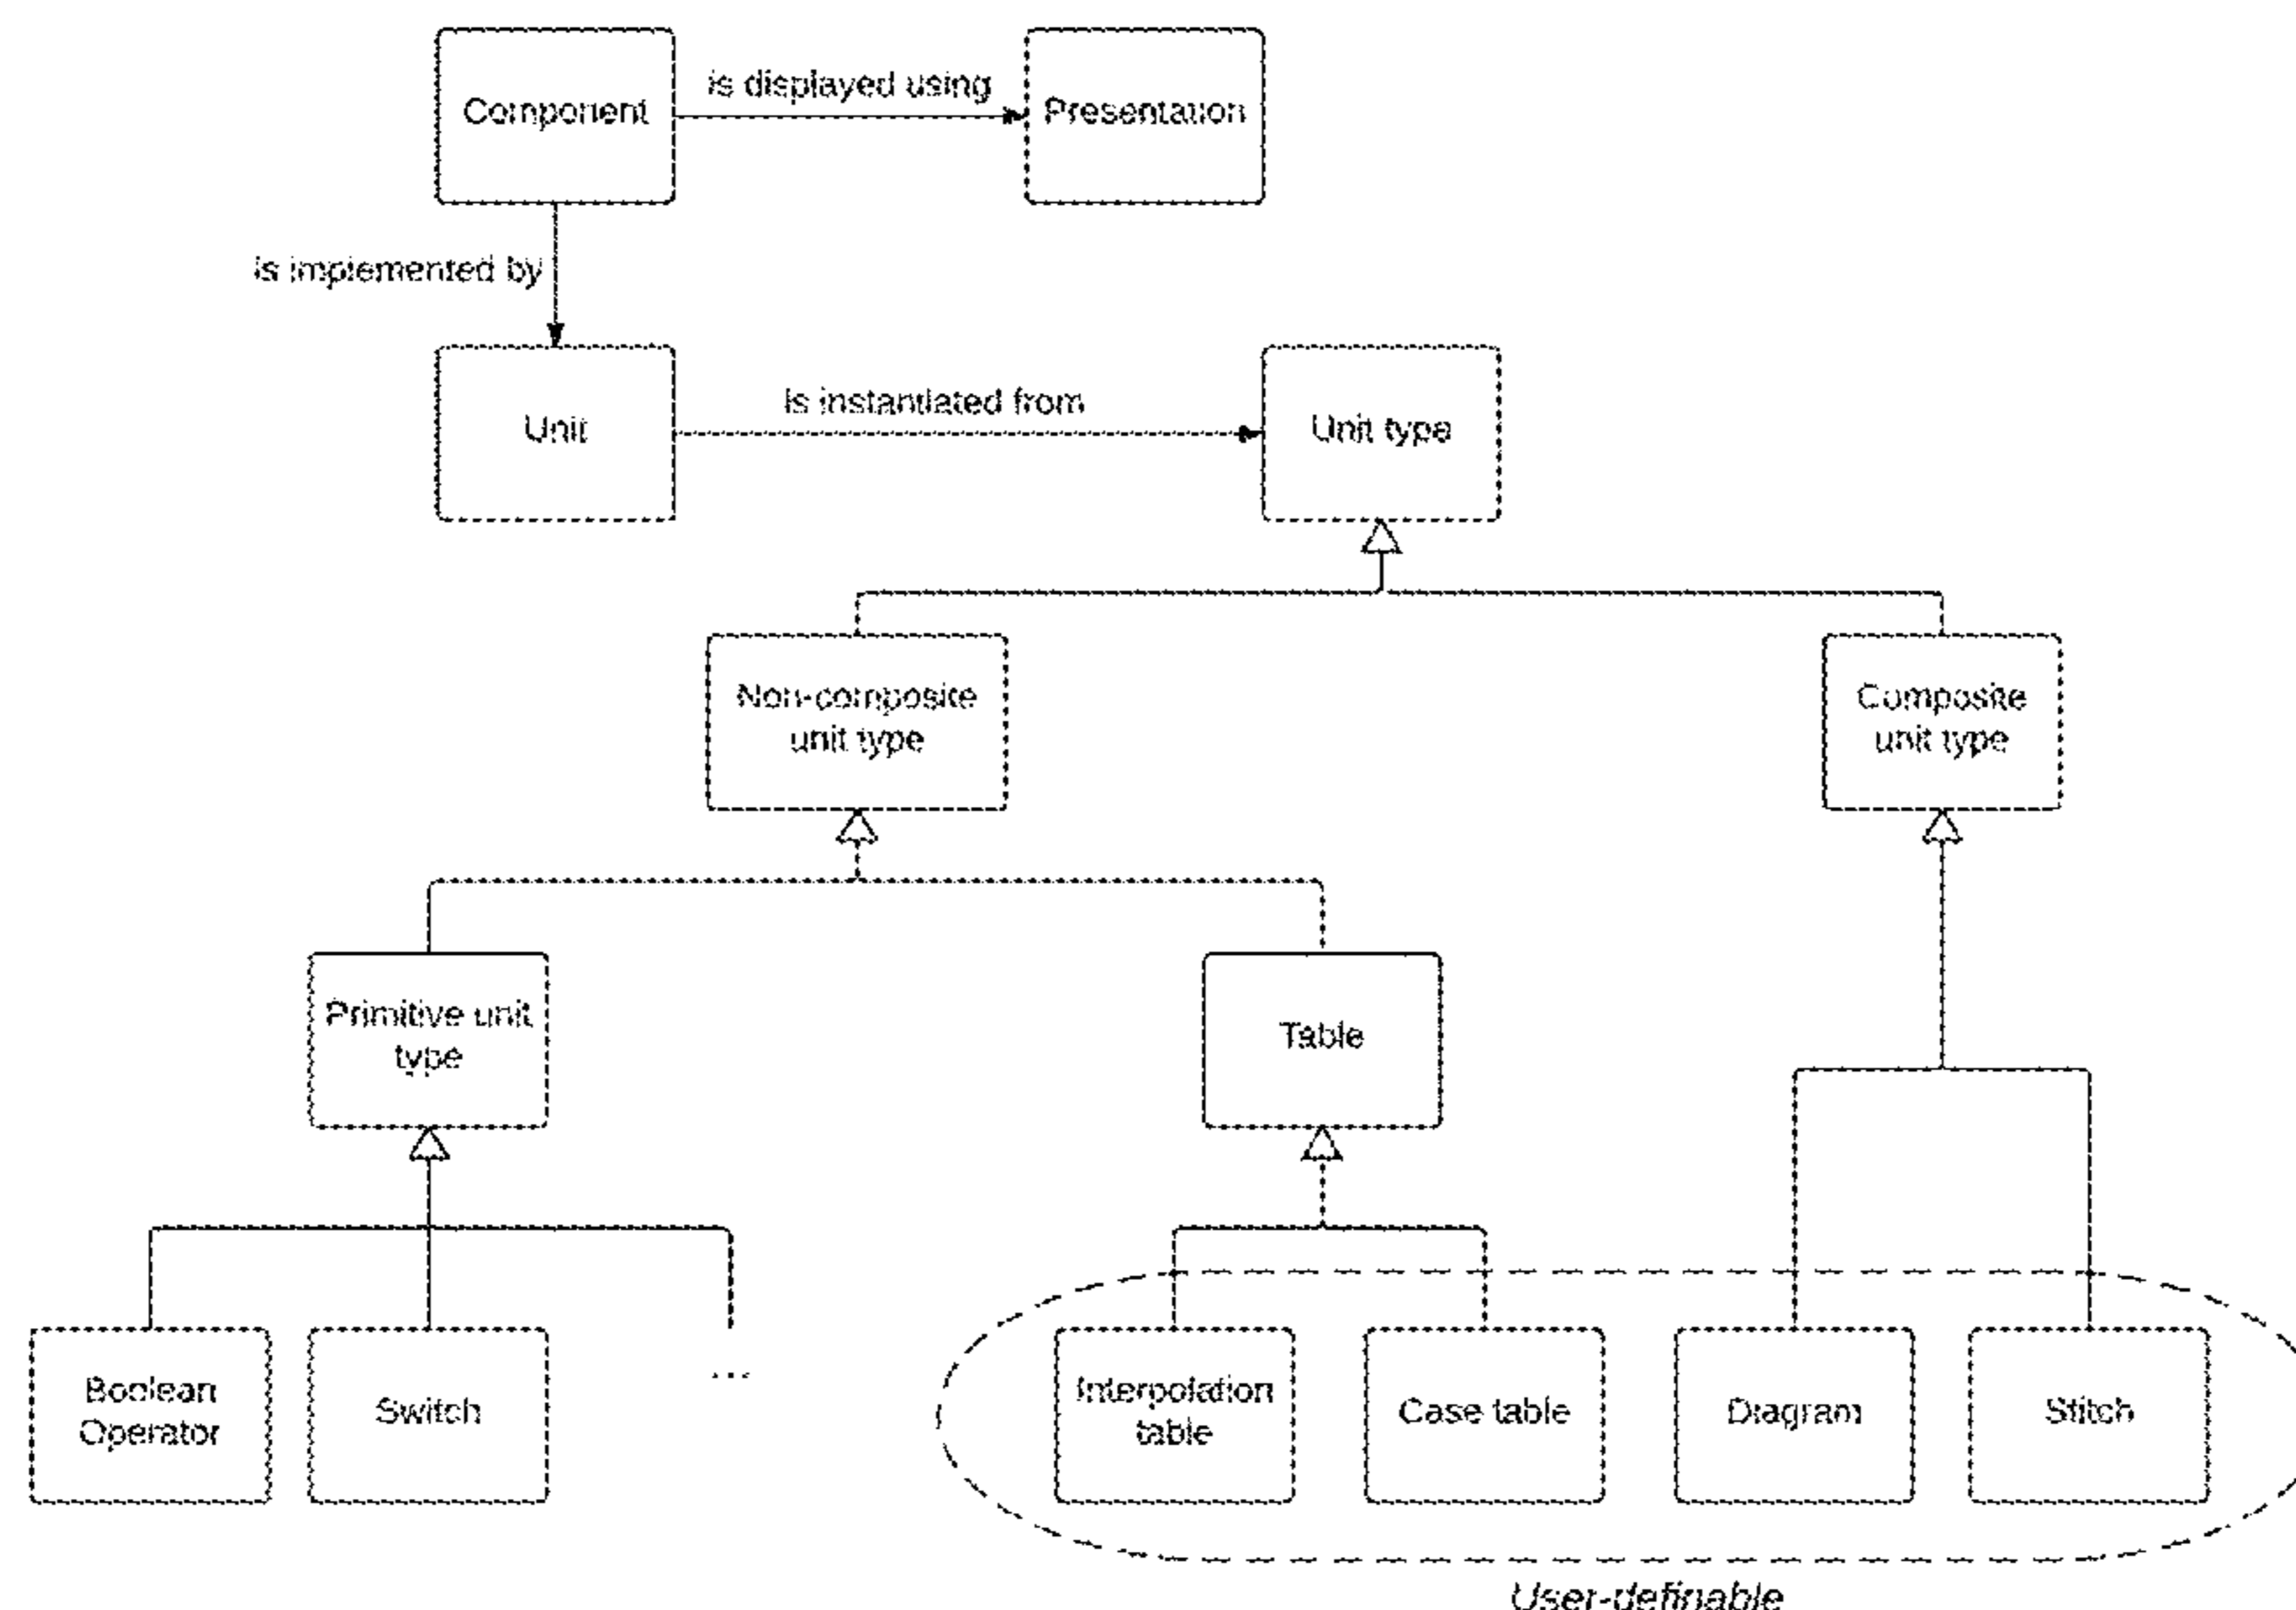 is displayed using
Component
Presentation
is implemented by
is instantiated from
Unit
Unit type
Non-composite
unit type
Composite
unit type
Primitive unit
type
Table
Boolean
Operator
Switch
...
Interpolation
table
Case table
Diagram
Stitch
User-definable